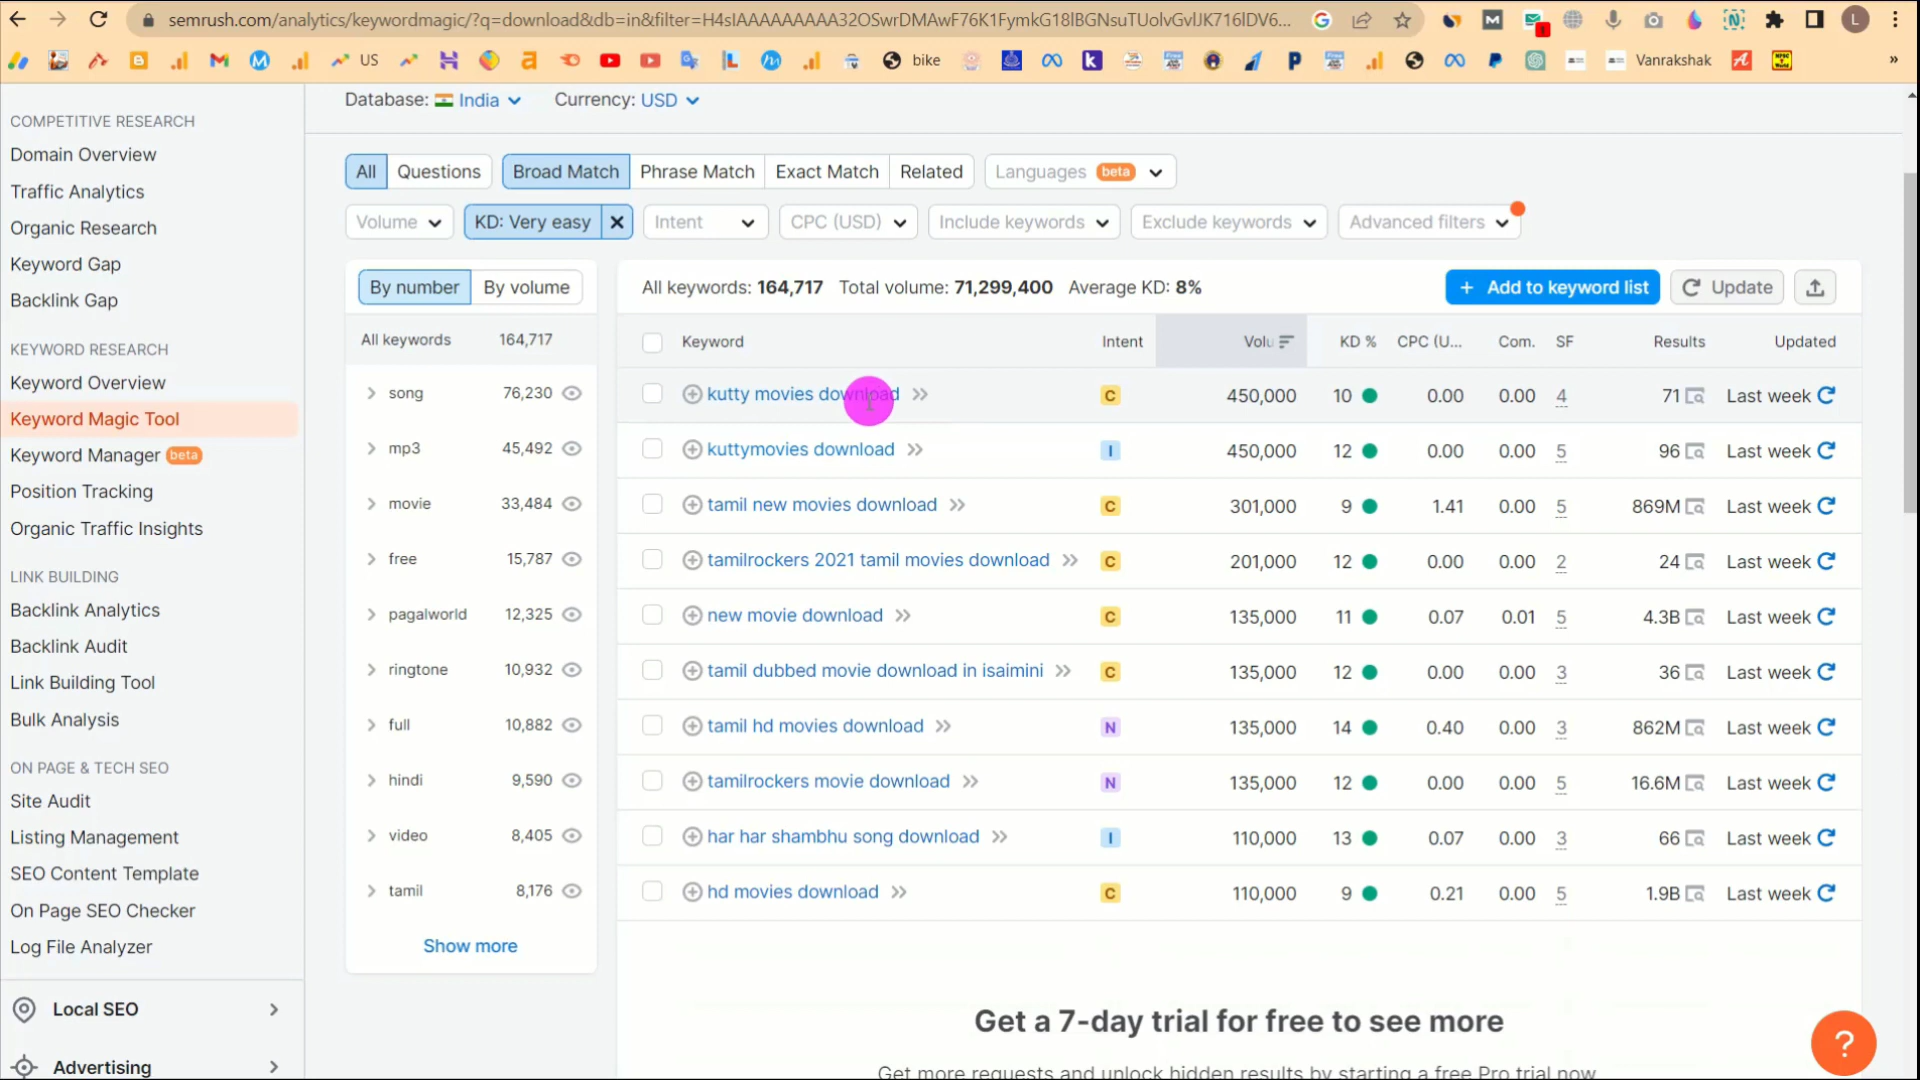 semrush.com/analytics/keywordmagic/?q=download&db=in&filter=H4sIAAAAAAAAA32OSwrDMAwF76K1FymkG18lBGNsuTUolvGvlJK716lDV6...
US
bike
Vanrakshak
»
Database: India Currency: USD
COMPETITIVE RESEARCH
Domain Overview
Traffic Analytics
Organic Research
Keyword Gap
Backlink Gap
KEYWORD RESEARCH
Keyword Overview
Keyword Magic Tool
Keyword Manager beta
Position Tracking
Organic Traffic Insights
LINK BUILDING
Backlink Analytics
Backlink Audit
Link Building Tool
Bulk Analysis
ON PAGE & TECH SEO
Site Audit
Listing Management
SEO Content Template
On Page SEO Checker
Log File Analyzer
Local SEO
Advertising
All Questions Broad Match Phrase Match Exact Match Related Languages beta
Volume KD: Very easy Intent CPC (USD) Include keywords Exclude keywords Advanced filters
By number By volume
All keywords 164,717
song 76,230
mp3 45,492
movie 33,484
free 15,787
pagalworld 12,325
ringtone 10,932
full 10,882
hindi 9,590
video 8,405
tamil 8,176
Show more
All keywords: 164,717 Total volume: 71,299,400 Average KD: 8% + Add to keyword list Update
Keyword Intent Volu KD % CPC (U... Com. SF Results Updated
kutty movies download C 450,000 10 0.00 0.00 4 71 Last week
kuttymovies download I 450,000 12 0.00 0.00 5 96 Last week
tamil new movies download C 301,000 9 1.41 0.00 5 869M Last week
tamilrockers 2021 tamil movies download C 201,000 12 0.00 0.00 2 24 Last week
new movie download C 135,000 11 0.07 0.01 5 4.3B Last week
tamil dubbed movie download in isaimini C 135,000 12 0.00 0.00 3 36 Last week
tamil hd movies download N 135,000 14 0.40 0.00 3 862M Last week
tamilrockers movie download N 135,000 12 0.00 0.00 5 16.6M Last week
har har shambhu song download I 110,000 13 0.07 0.00 3 66 Last week
hd movies download C 110,000 9 0.21 0.00 5 1.9B Last week
Get a 7-day trial for free to see more
Get more requests and unlock hidden results by starting a free Pro trial now
?